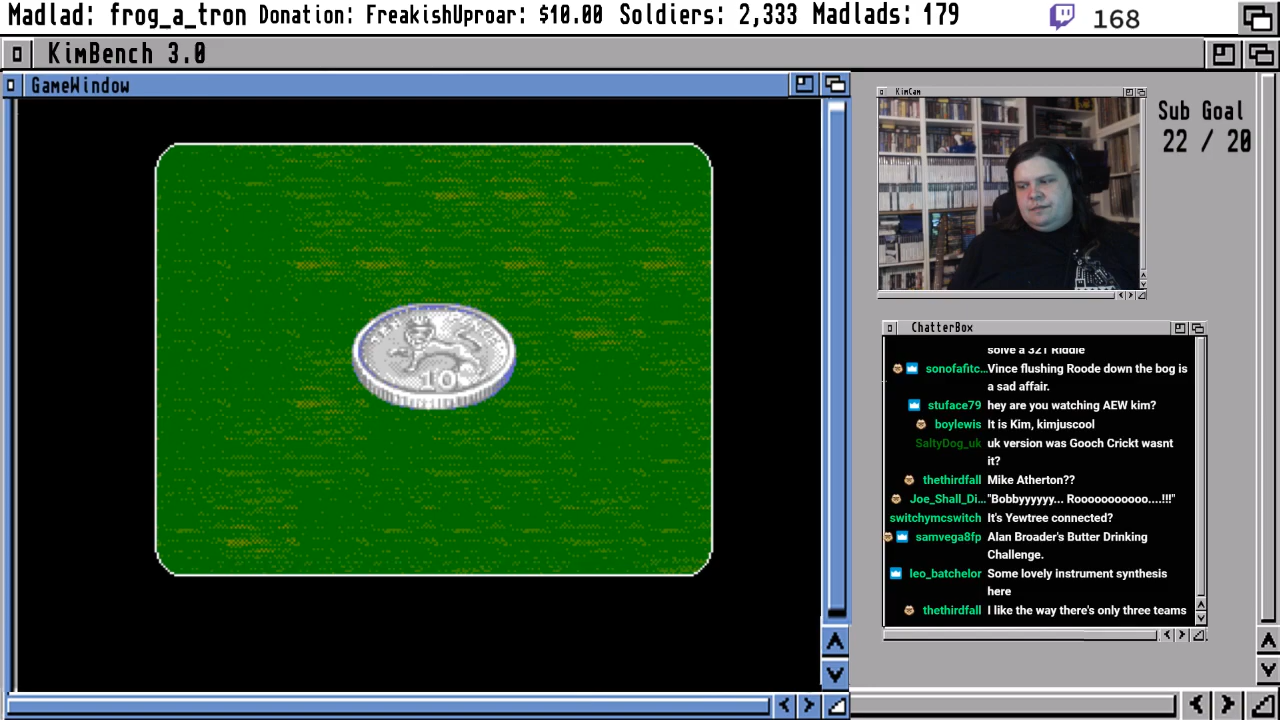 Madlad: frog_a_tron Donation: FreakishUproar: $10.00 Soldiers: 2,333 Madlads: 179
168
KimBench 3.0
GameWindow
10
KimCam
Sub Goal
22 / 20
ChatterBox
solve a 321 Riddle
sonofafitc... Vince flushing Roode down the bog is
a sad affair.
stuface79 hey are you watching AEW kim?
boylewis It is Kim, kimjuscool
SaltyDog_uk uk version was Gooch Crickt wasnt
it?
thethirdfall Mike Atherton??
Joe_Shall_Di... "Bobbyyyyyy... Rooooooooooo....!!!"
switchymcswitch It's Yewtree connected?
samvega8fp Alan Broader's Butter Drinking
Challenge.
leo_batchelor Some lovely instrument synthesis
here
thethirdfall I like the way there's only three teams